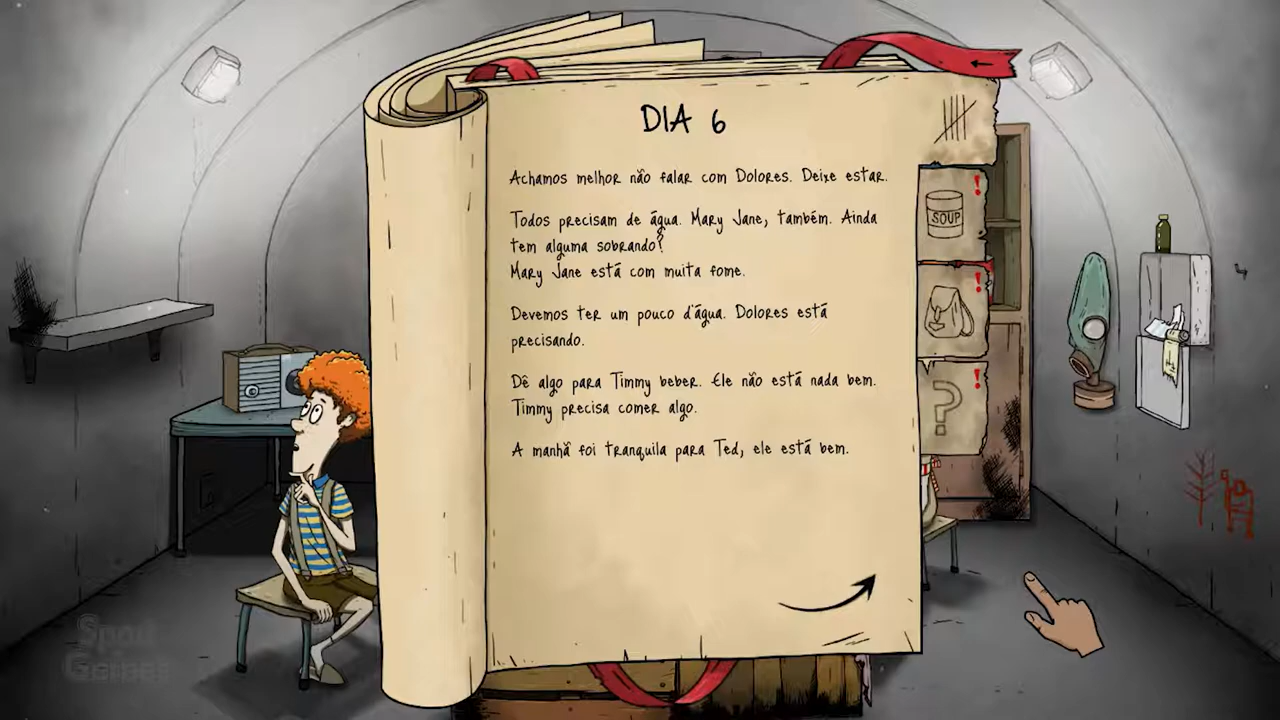 DIA 6
Achamos melhor não falar com Dolores. Deixe estar.
Todos precisam de água. Mary Jane, também. Ainda
tem alguma sobrando?
Mary Jane está com muita fome.
Devemos ter um pouco d'água. Dolores está
precisando.
Dê algo para Timmy beber. Ele não está nada bem.
Timmy precisa comer algo.
A manhã foi tranquila para Ted, ele está bem.
!
SOUP
!
!
?